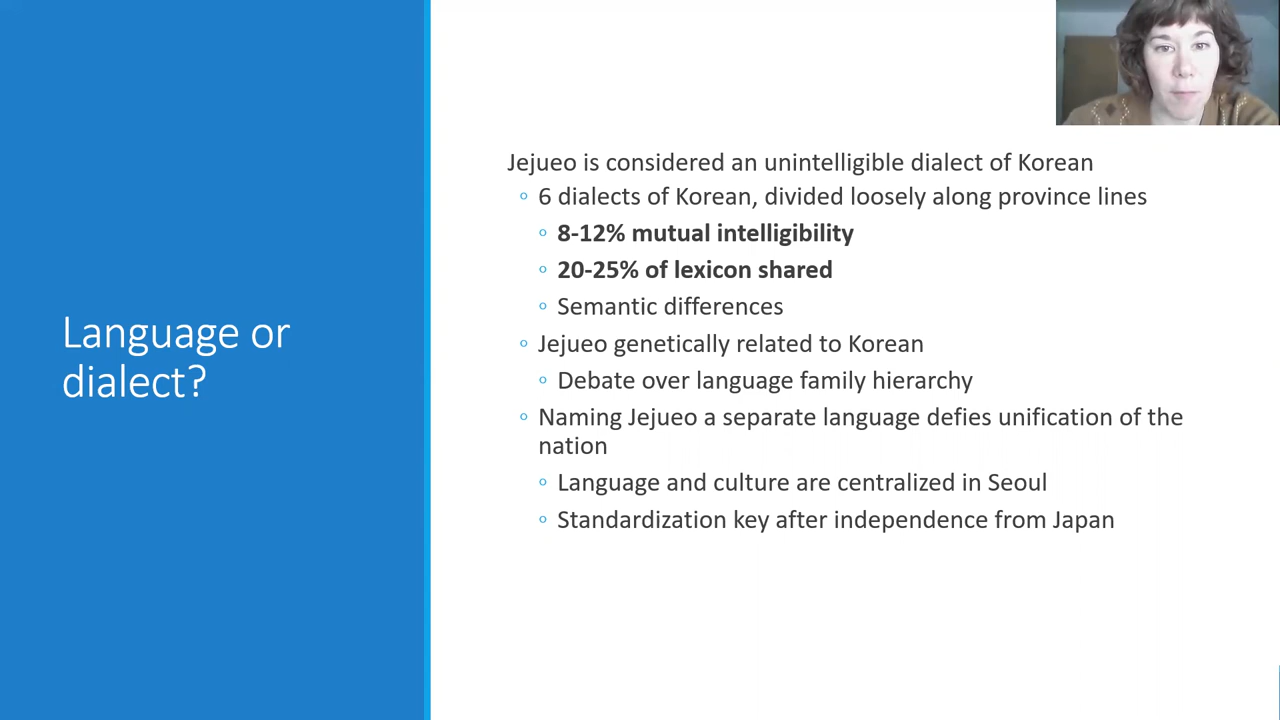 Language or
dialect?
Jejueo is considered an unintelligible dialect of Korean
◦ 6 dialects of Korean, divided loosely along province lines
◦ 8-12% mutual intelligibility
◦ 20-25% of lexicon shared
◦ Semantic differences
◦ Jejueo genetically related to Korean
◦ Debate over language family hierarchy
◦ Naming Jejueo a separate language defies unification of the
nation
◦ Language and culture are centralized in Seoul
◦ Standardization key after independence from Japan